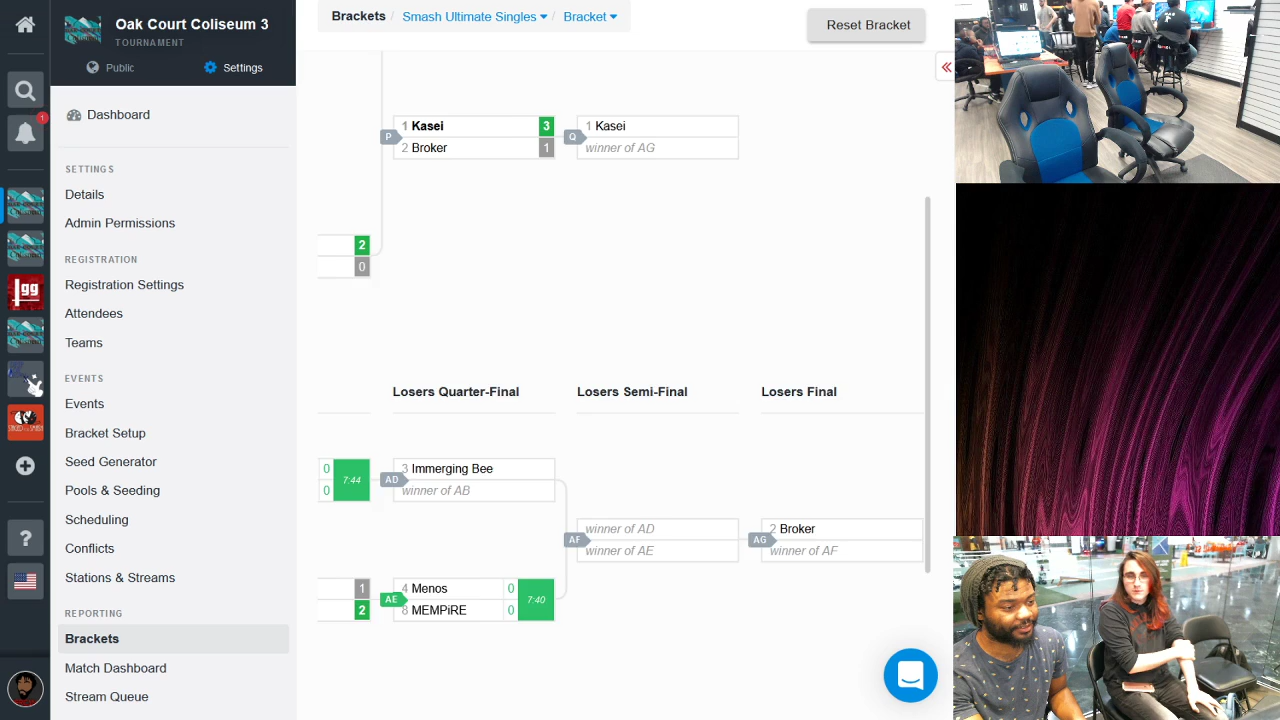 Oak Court Coliseum 3
TOURNAMENT
Public
Settings
1
Dashboard
SETTINGS
Details
Admin Permissions
REGISTRATION
Registration Settings
Attendees
Teams
EVENTS
Events
Bracket Setup
Seed Generator
Pools & Seeding
Scheduling
Conflicts
Stations & Streams
REPORTING
Brackets
Match Dashboard
Stream Queue
gg
?
Brackets / Smash Ultimate Singles / Bracket
Reset Bracket
P
1 Kasei 3
2 Broker 1
Q
1 Kasei
winner of AG
2
0
Losers Quarter-Final
Losers Semi-Final
Losers Final
0
0
7:44
AD
3 Immerging Bee
winner of AB
AF
winner of AD
winner of AE
AG
2 Broker
winner of AF
1
2
AE
4 Menos 0
8 MEMPiRE 0
7:40